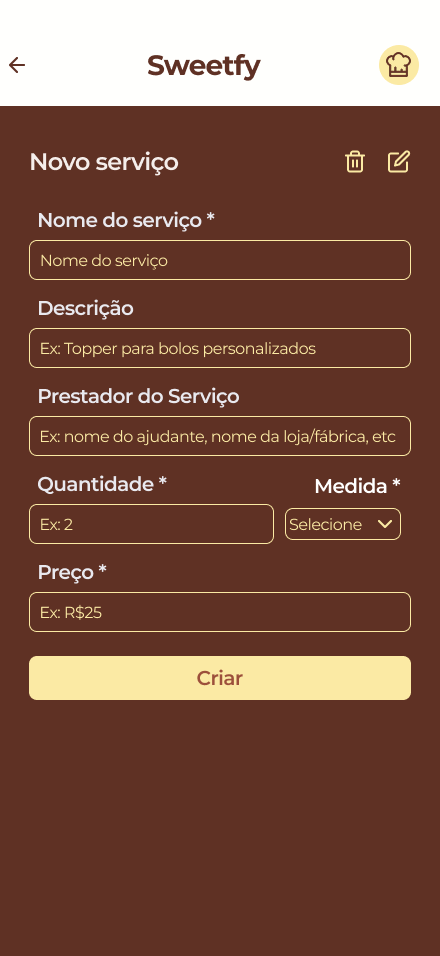 Sweetfy
Novo serviço
Nome do serviço *
Nome do serviço
Descrição
Ex: Topper para bolos personalizados
Prestador do Serviço
Ex: nome do ajudante, nome da loja/fábrica, etc
Quantidade * Medida *
Ex: 2 Selecione
Preço *
Ex: R$25
Criar